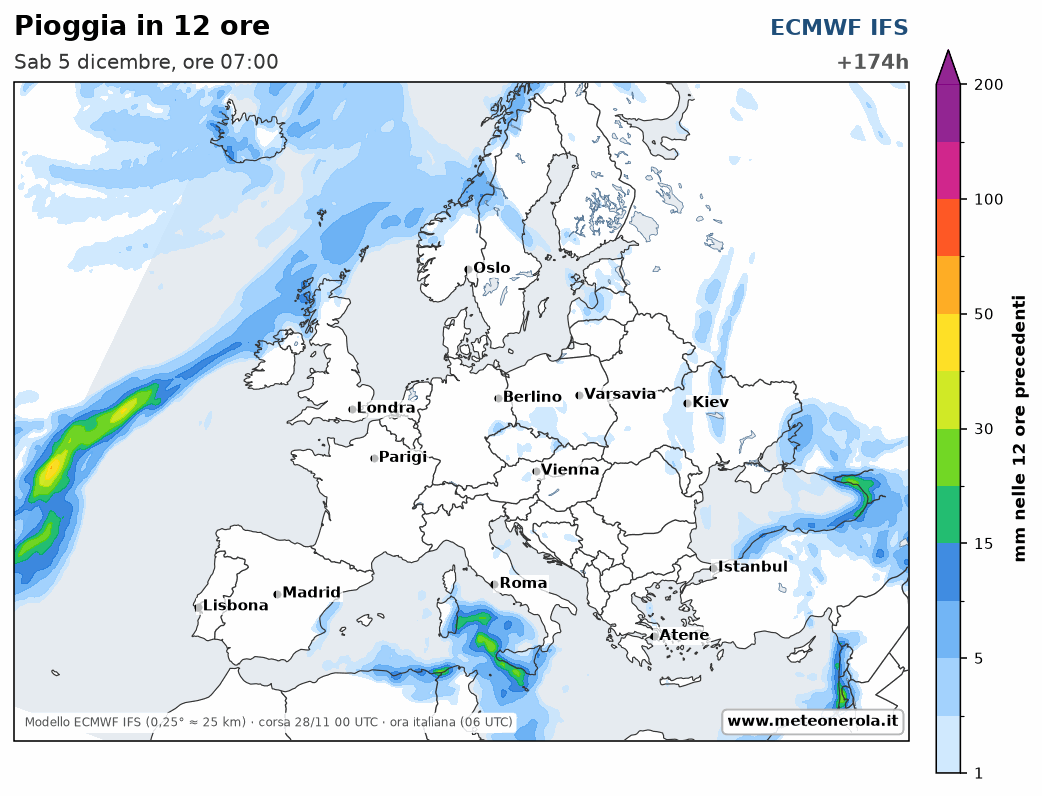 Pioggia in 12 ore
ECMWF IFS
Sab 5 dicembre, ore 07:00
+174h
200
100
50
30
15
5
1
mm nelle 12 ore precedenti
Oslo
Berlino
Varsavia
Kiev
Londra
Parigi
Vienna
Istanbul
Roma
Madrid
Lisbona
Atene
Modello ECMWF IFS (0,25° ≈ 25 km) · corsa 28/11 00 UTC · ora italiana (06 UTC)
www.meteonerola.it